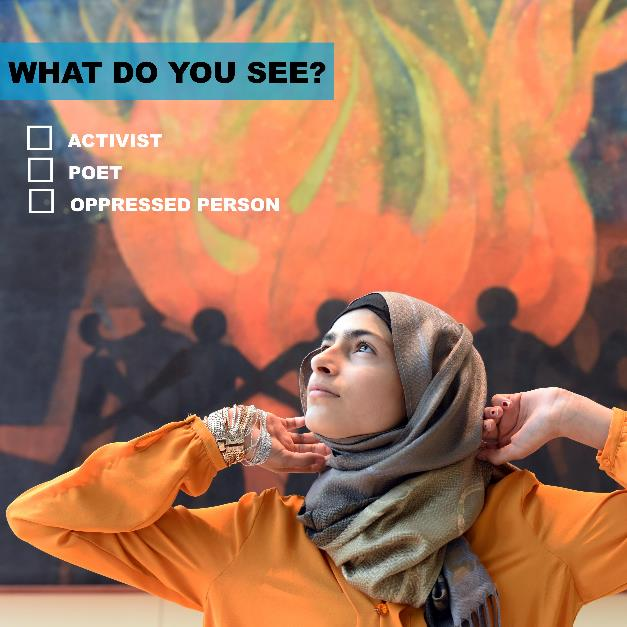 WHAT DO YOU SEE?
ACTIVIST
POET
OPPRESSED PERSON